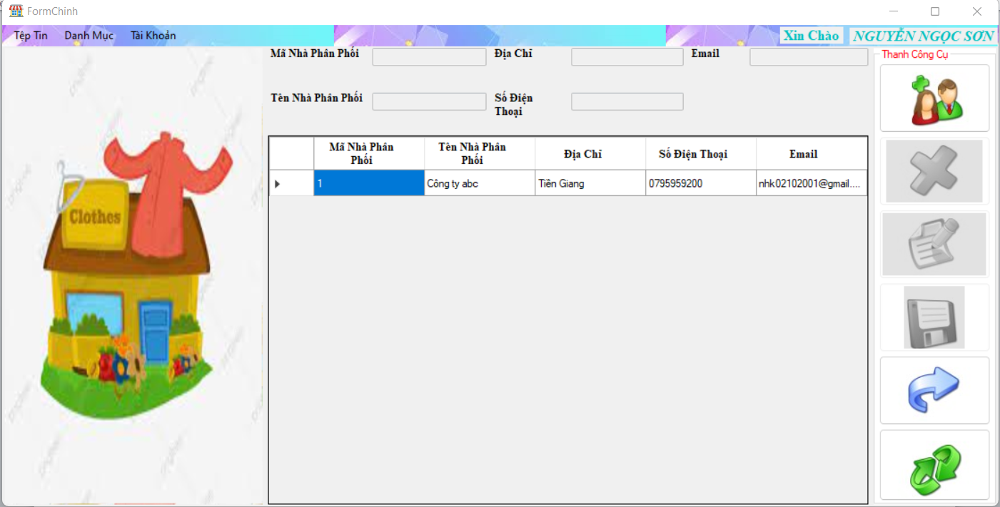 FormChinh
Tệp Tin Danh Mục Tài Khoản Xin Chào NGUYỄN NGỌC SƠN
Mã Nhà Phân Phối Địa Chỉ Email
Tên Nhà Phân Phối Số Điện
Thoại
Thanh Công Cụ
Clothes
Mã Nhà Phân
Phối
Tên Nhà Phân
Phối
Địa Chỉ
Số Điện Thoại
Email
1 Công ty abc Tiền Giang 0795959200 nhk02102001@gmail....